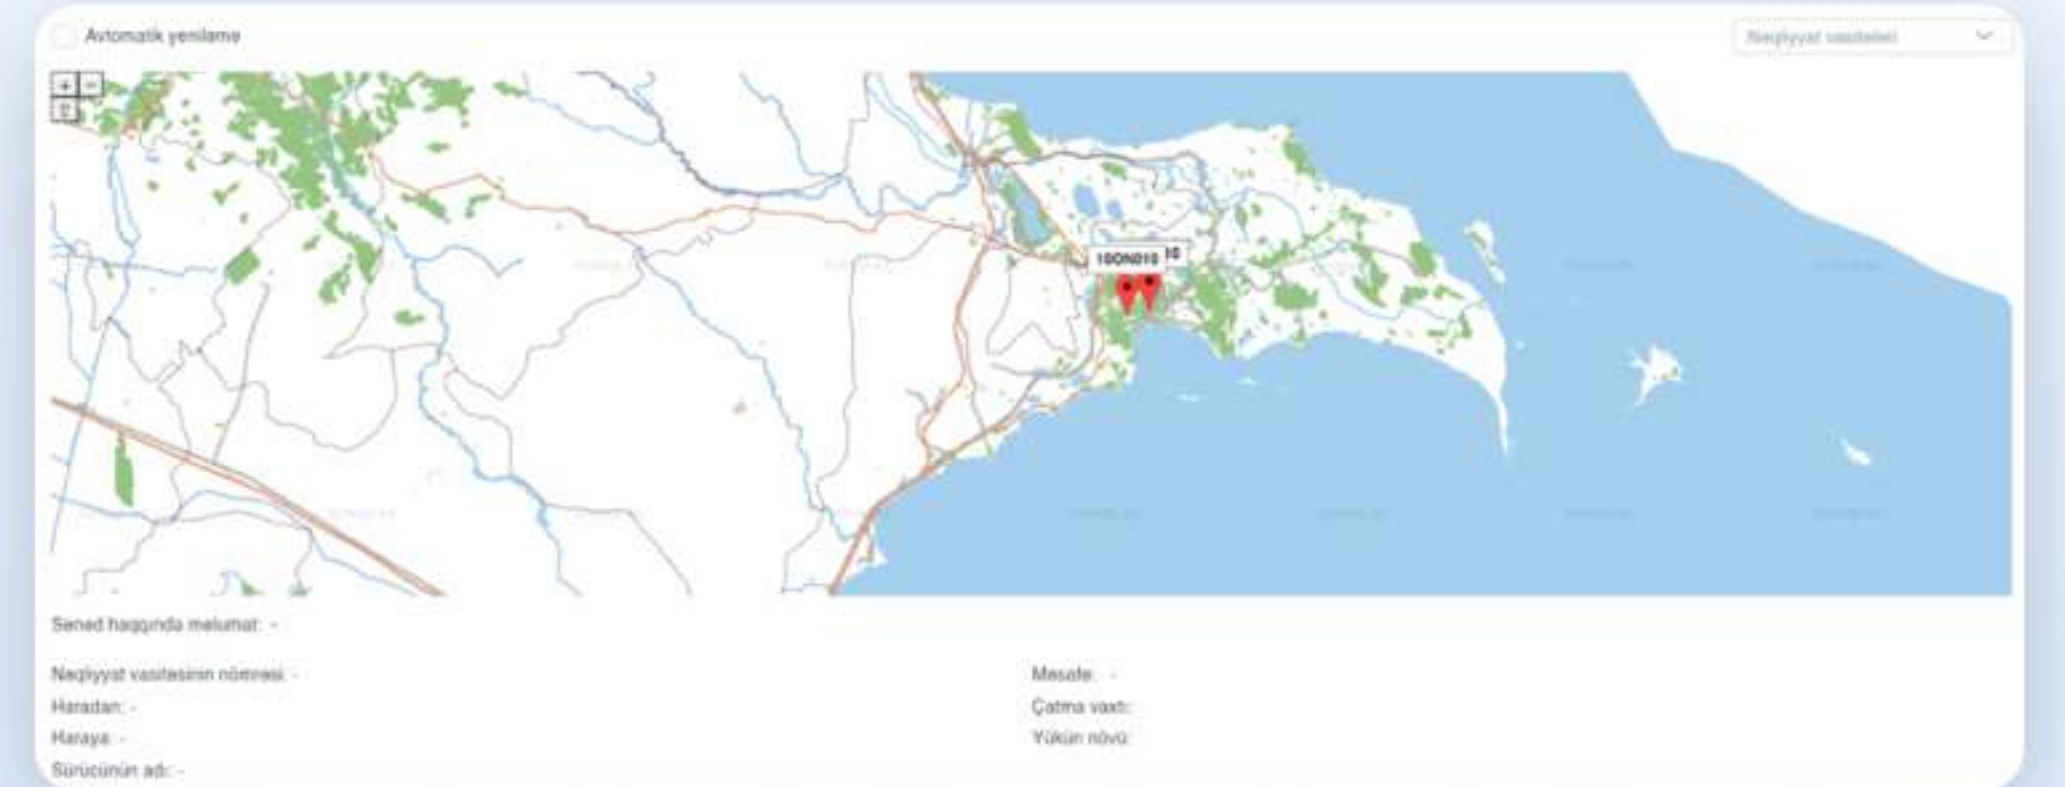 Avtomatik yeniləmə
Nəqliyyat vasitələri
+ −
10ON010 10
Sənəd haqqında məlumat: -
Nəqliyyat vasitəsinin nömrəsi: -
Məsafə: -
Haradan: -
Çatma vaxtı:
Haraya: -
Yükün növü:
Sürücünün adı: -